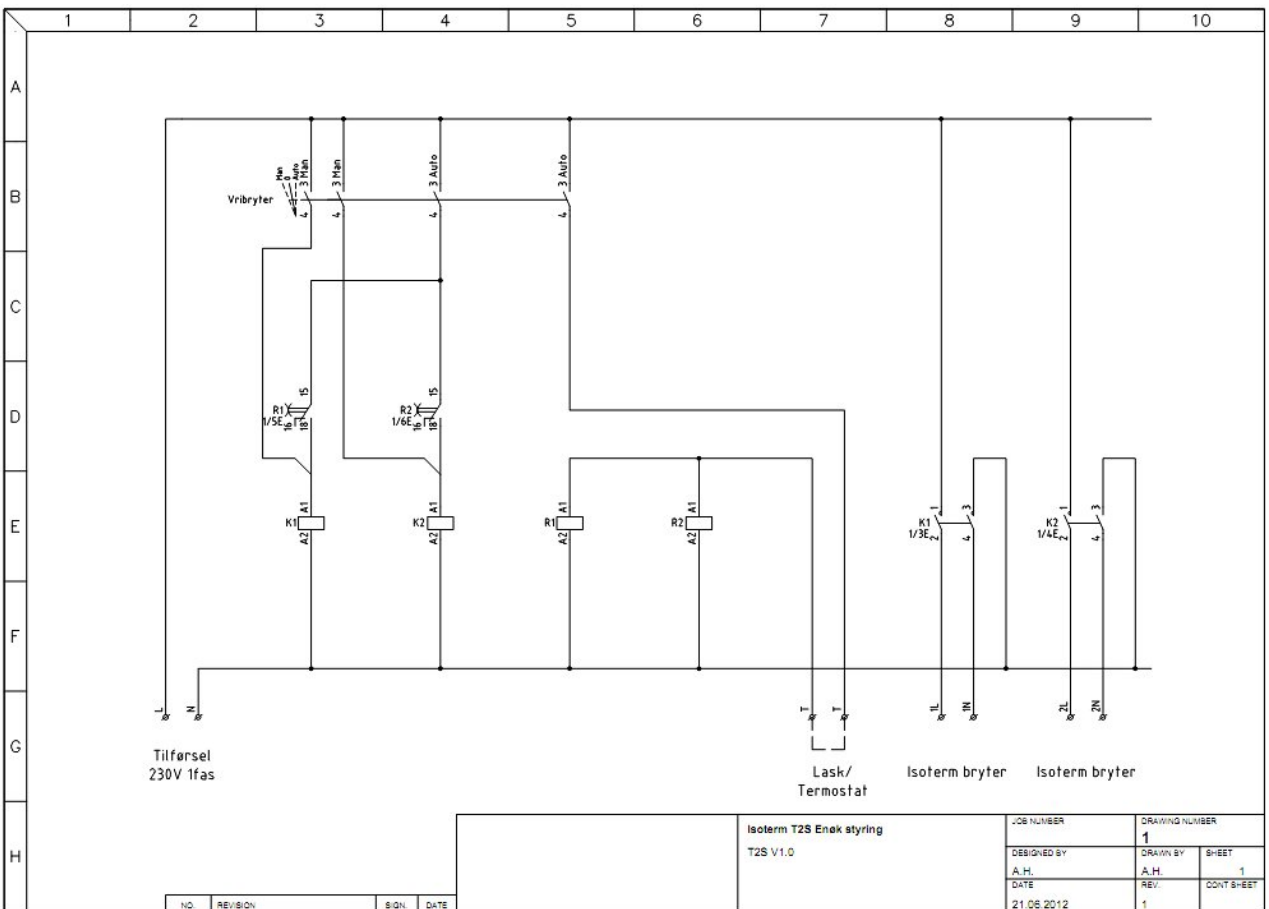 1 2 3 4 5 6 7 8 9 10
A
B
C
D
E
F
G
H
Man
0
Auto
Vribryter
3 Man
4
3 Man
4
3 Auto
4
3 Auto
4
R1
1/5E
15
16
18
R2
1/6E
15
16
18
K1
A1
A2
K2
A1
A2
R1
A1
A2
R2
A1
A2
K1
1/3E
1
2
3
4
K2
1/4E
1
2
3
4
L
N
T
T
1L
1N
2L
2N
Tilførsel
230V 1fas
Lask/
Termostat
Isoterm bryter
Isoterm bryter
Isoterm T2S Enøk styring
T2S V1.0
JOB NUMBER
DRAWING NUMBER
1
DESIGNED BY
A.H.
DRAWN BY
A.H.
SHEET
1
DATE
21.06.2012
REV.
1
CONT SHEET
NO. REVISION SIGN. DATE